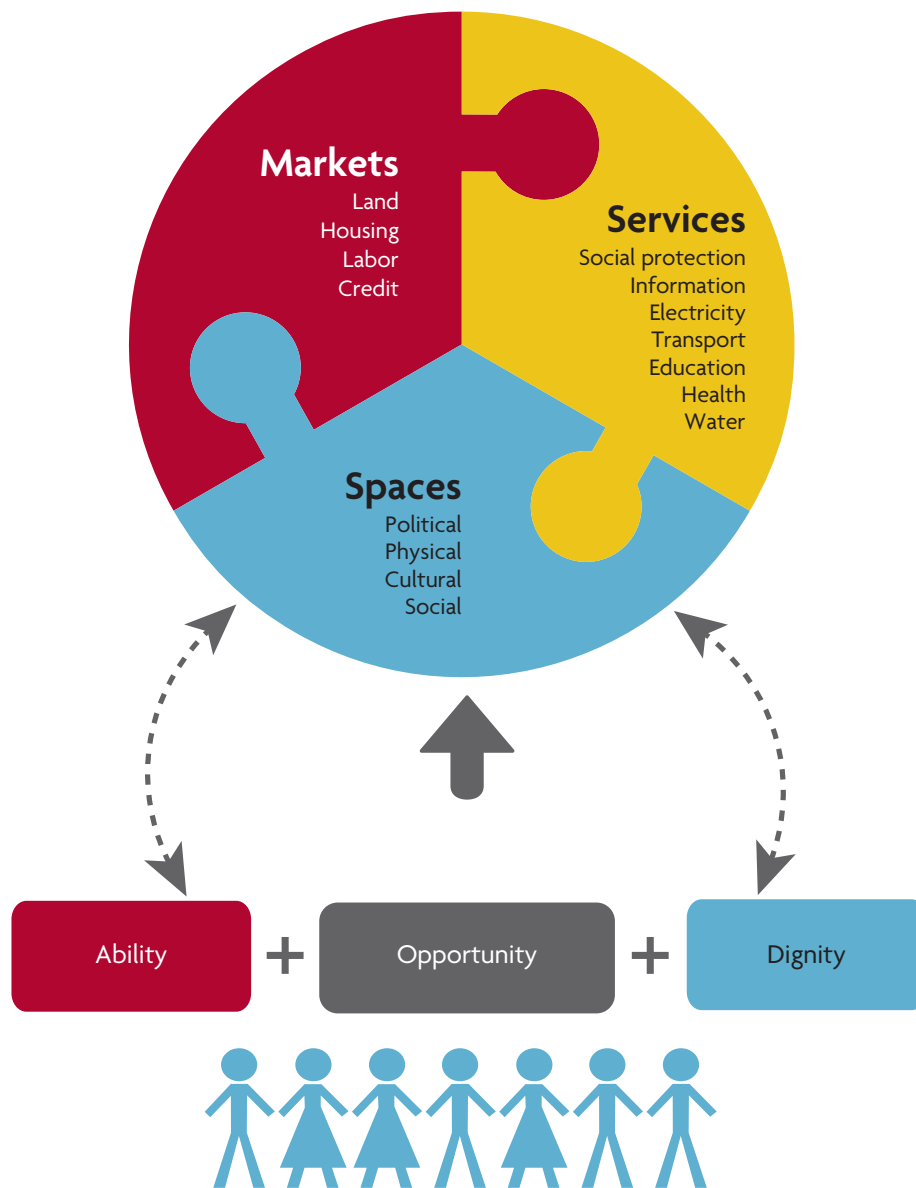 Markets
Land
Housing
Labor
Credit
Services
Social protection
Information
Electricity
Transport
Education
Health
Water
Spaces
Political
Physical
Cultural
Social
Ability + Opportunity + Dignity